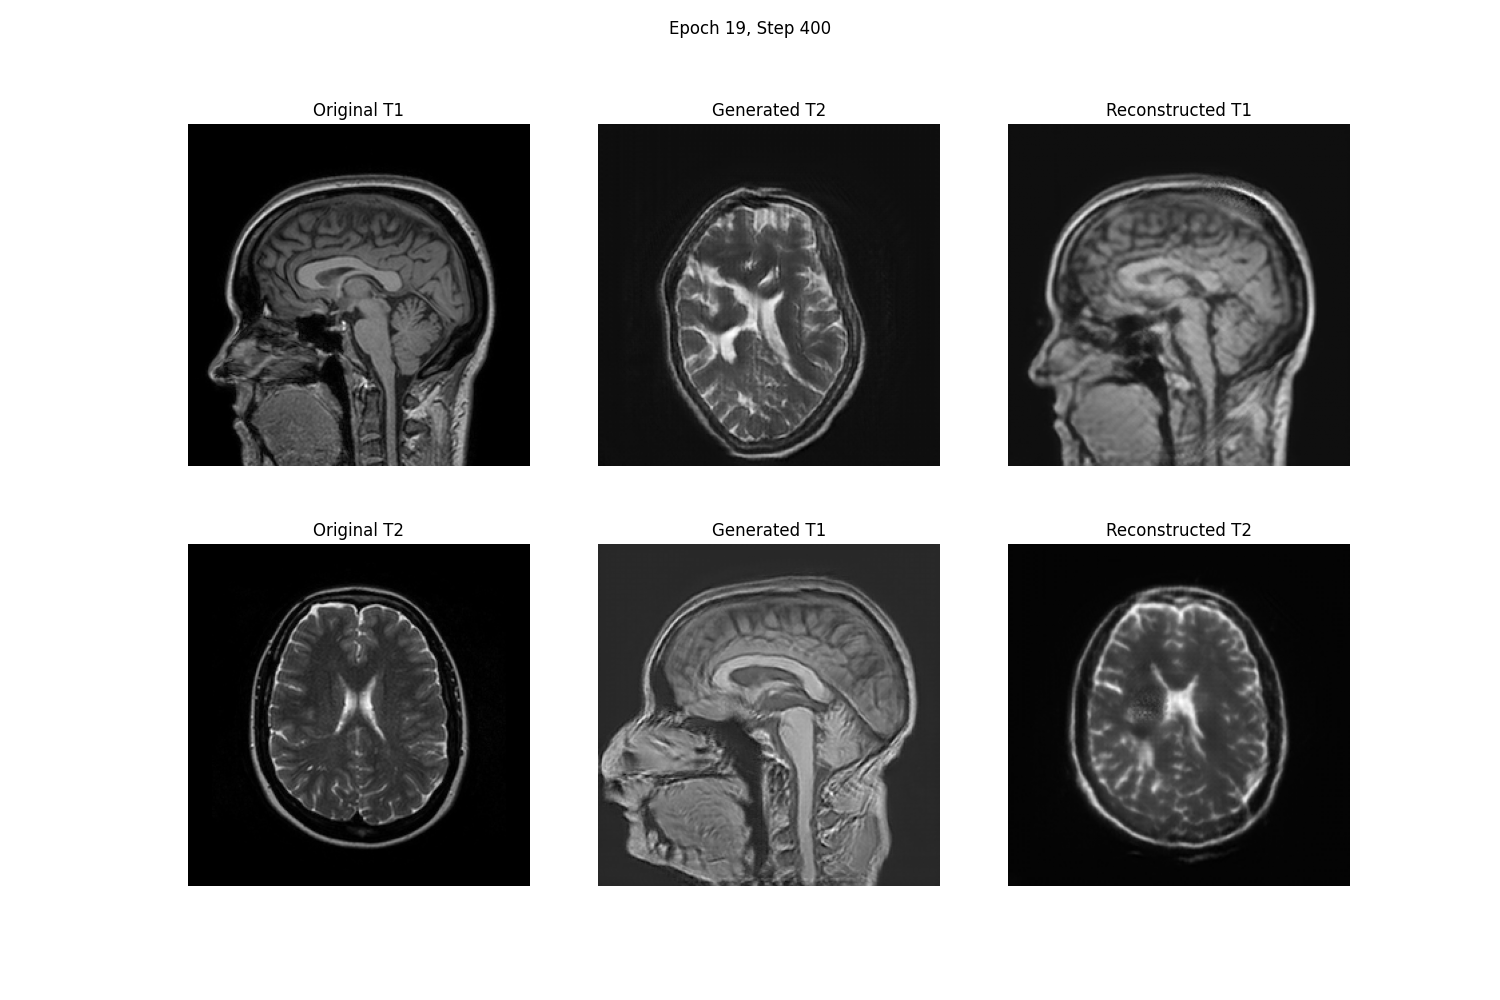 Epoch 19, Step 400
Original T1
Generated T2
Reconstructed T1
Original T2
Generated T1
Reconstructed T2